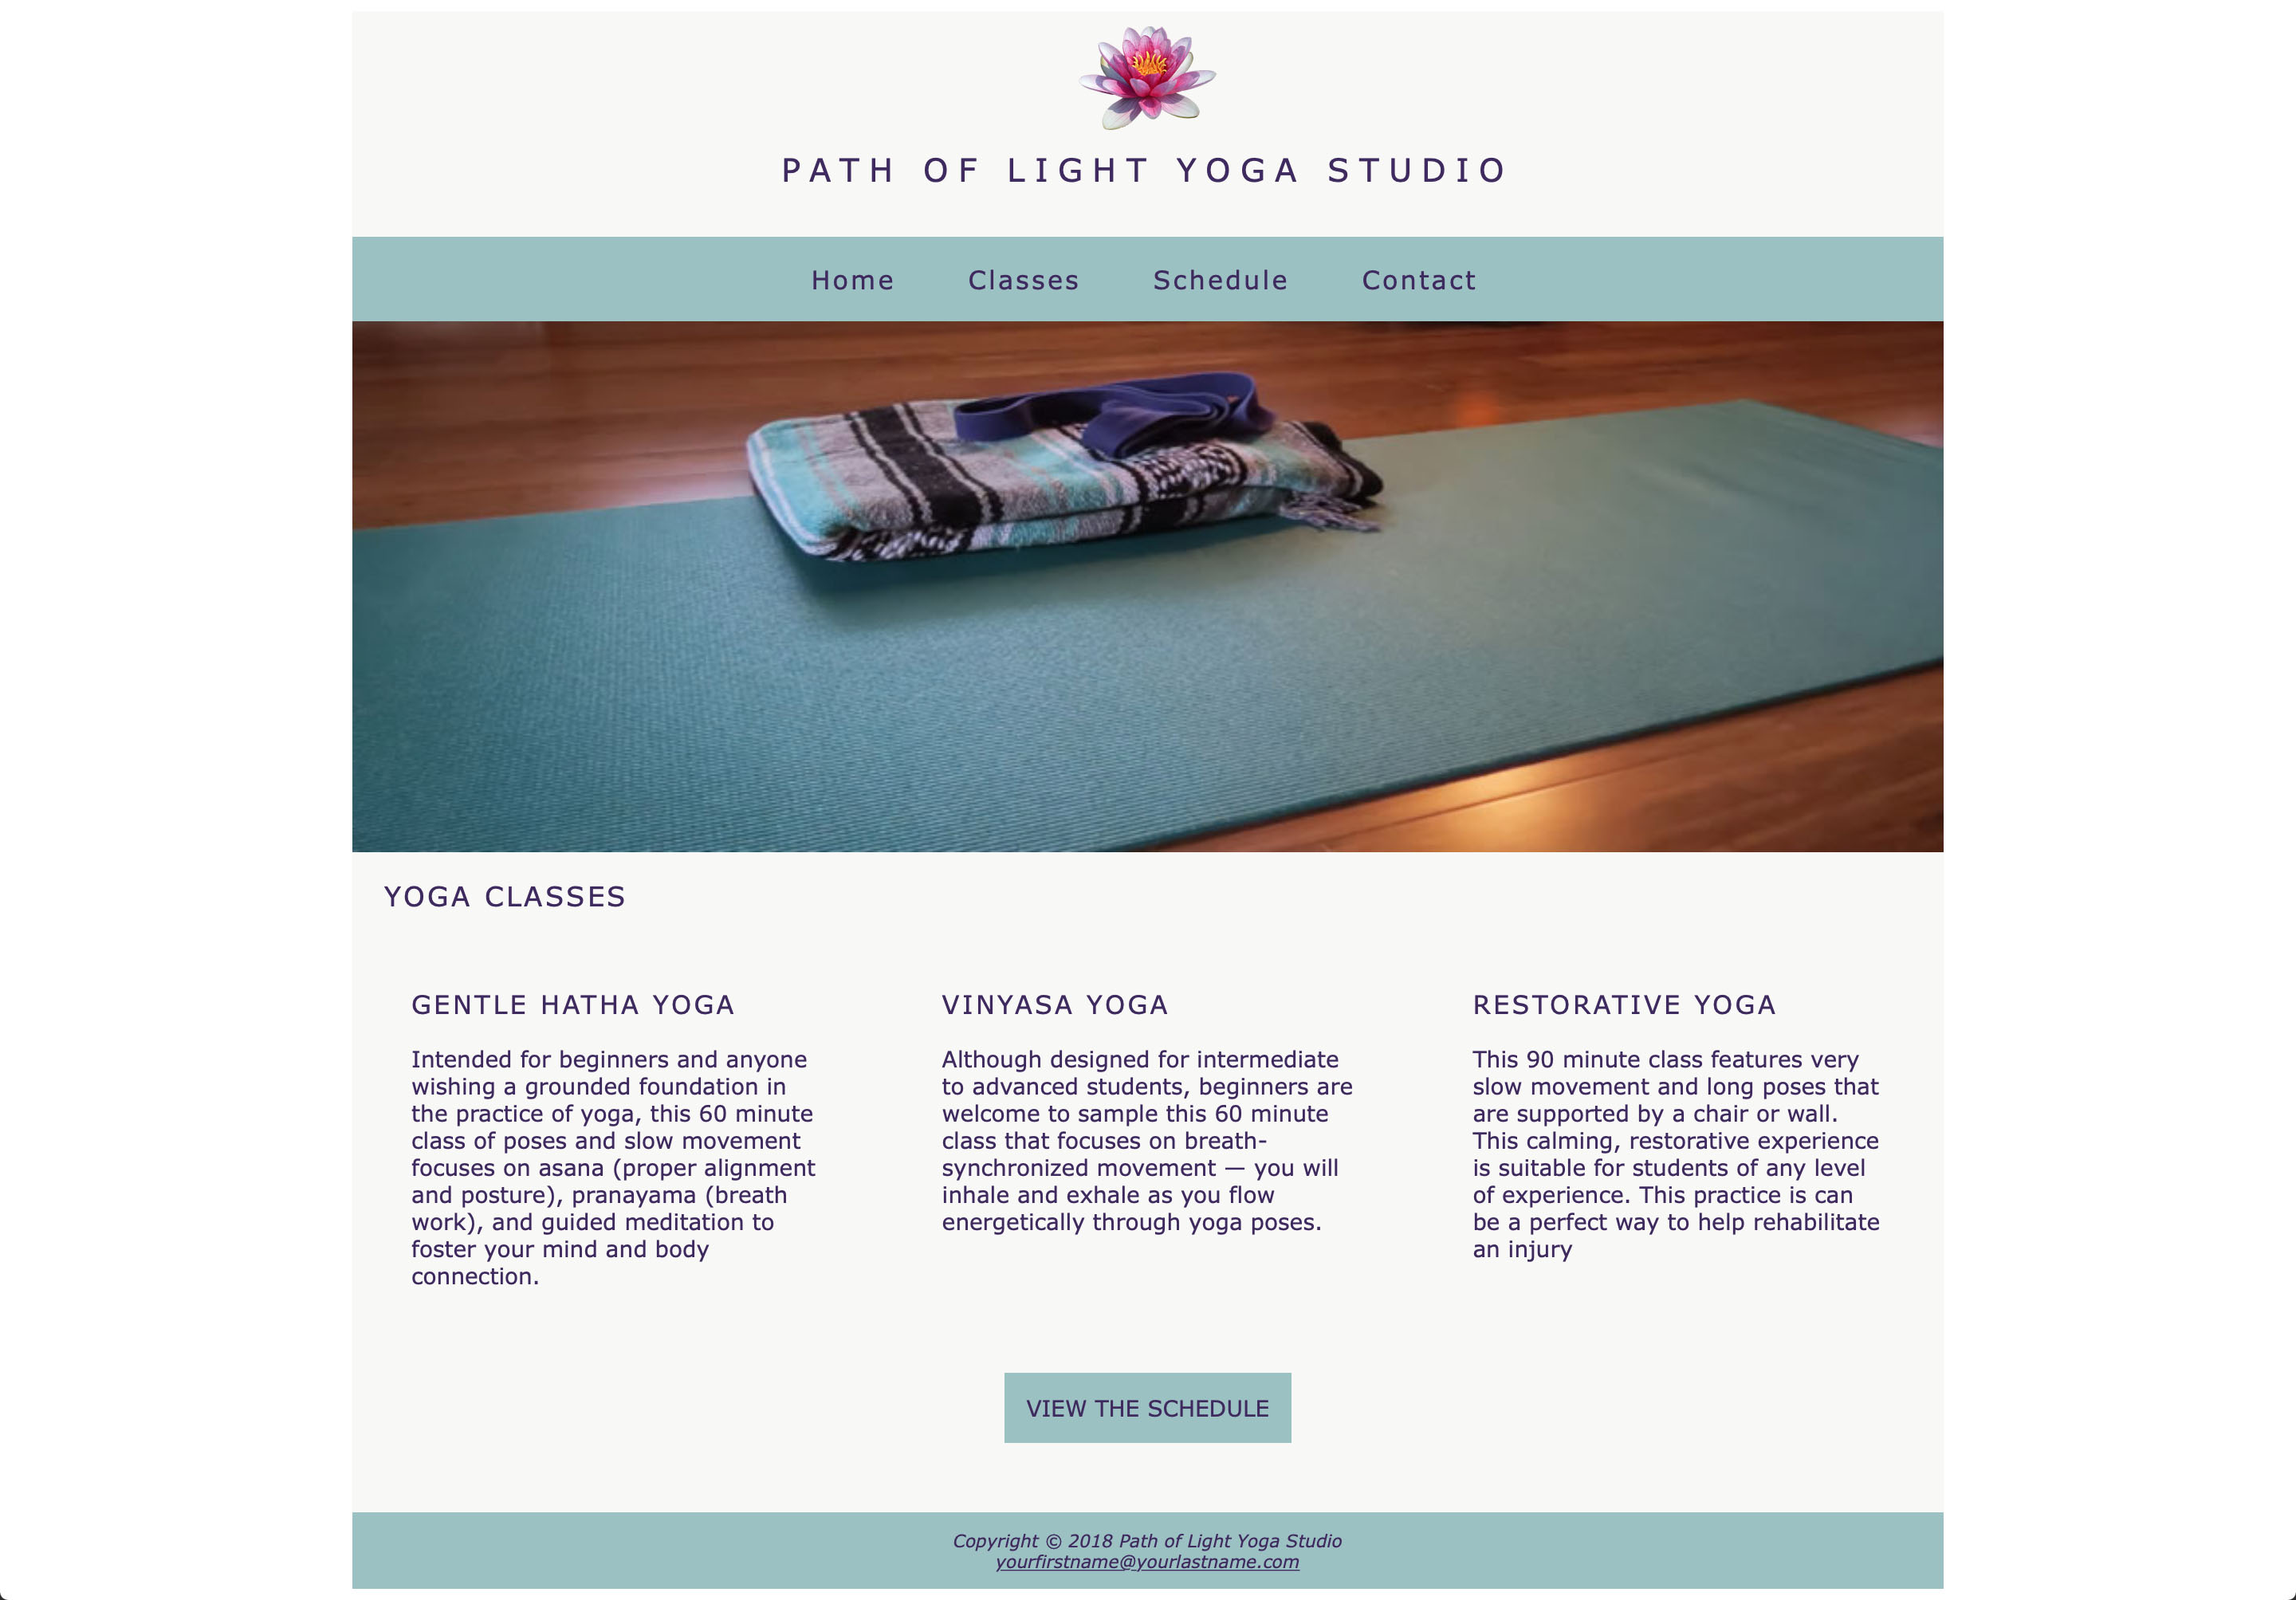 PATH OF LIGHT YOGA STUDIO
Home Classes Schedule Contact
YOGA CLASSES
GENTLE HATHA YOGA
Intended for beginners and anyone
wishing a grounded foundation in
the practice of yoga, this 60 minute
class of poses and slow movement
focuses on asana (proper alignment
and posture), pranayama (breath
work), and guided meditation to
foster your mind and body
connection.
VINYASA YOGA
Although designed for intermediate
to advanced students, beginners are
welcome to sample this 60 minute
class that focuses on breath-
synchronized movement — you will
inhale and exhale as you flow
energetically through yoga poses.
RESTORATIVE YOGA
This 90 minute class features very
slow movement and long poses that
are supported by a chair or wall.
This calming, restorative experience
is suitable for students of any level
of experience. This practice is can
be a perfect way to help rehabilitate
an injury
VIEW THE SCHEDULE
Copyright © 2018 Path of Light Yoga Studio
yourfirstname@yourlastname.com